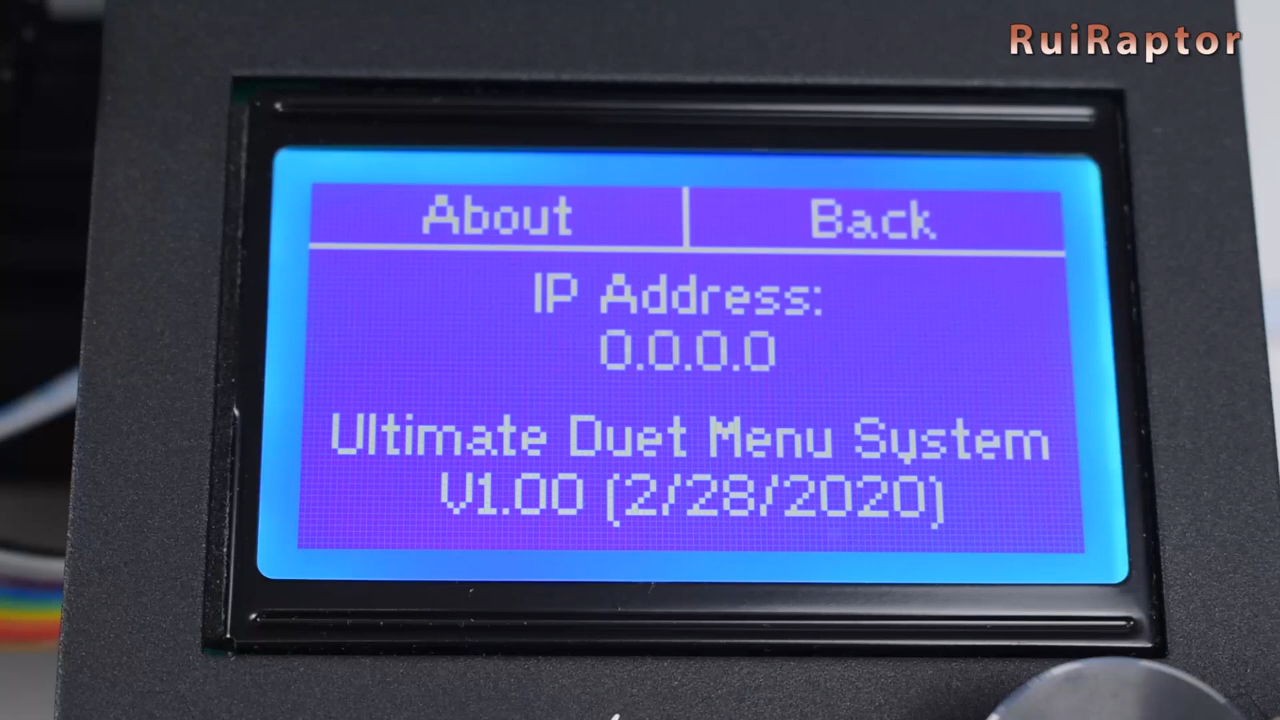 RuiRaptor
About Back
IP Address:
0.0.0.0
Ultimate Duet Menu System
V1.00 (2/28/2020)